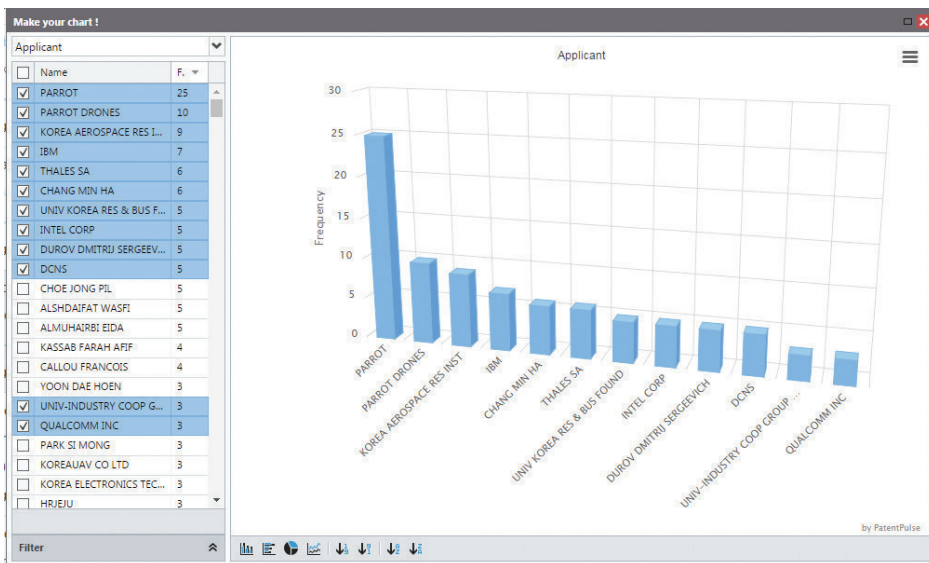 Make your chart !
Applicant
Name F.
PARROT 25
PARROT DRONES 10
KOREA AEROSPACE RES I... 9
IBM 7
THALES SA 6
CHANG MIN HA 6
UNIV KOREA RES & BUS F... 5
INTEL CORP 5
DUROV DMITRIJ SERGEEV... 5
DCNS 5
CHOE JONG PIL 5
ALSHDAIFAT WASFI 5
ALMUHAIRBI EIDA 5
KASSAB FARAH AFIF 4
CALLOU FRANCOIS 4
YOON DAE HOEN 3
UNIV-INDUSTRY COOP G... 3
QUALCOMM INC 3
PARK SI MONG 3
KOREAUAV CO LTD 3
KOREA ELECTRONICS TEC... 3
HRJEJU 3
Filter
Applicant
30
25
20
15
10
5
0
Frequency
PARROT
PARROT DRONES
KOREA AEROSPACE RES INST
IBM
CHANG MIN HA
THALES SA
UNIV KOREA RES & BUS FOUND
INTEL CORP
DUROV DMITRIJ SERGEEVICH
DCNS
UNIV-INDUSTRY COOP GROUP ...
QUALCOMM INC
by PatentPulse